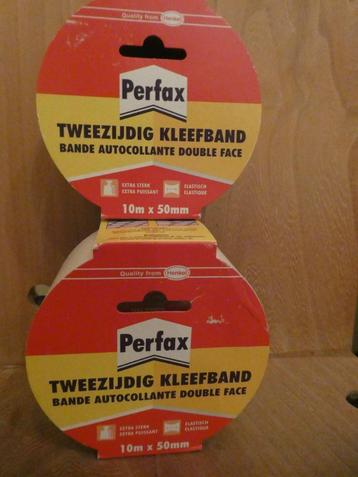 Quality from Henkel
Perfax
TWEEZIJDIG KLEEFBAND
BANDE AUTOCOLLANTE DOUBLE FACE
EXTRA STERK
EXTRA PUISSANT
ELASTISCH
ELASTIQUE
10m x 50mm
Quality from Henkel
Perfax
TWEEZIJDIG KLEEFBAND
BANDE AUTOCOLLANTE DOUBLE FACE
EXTRA STERK
EXTRA PUISSANT
ELASTISCH
ELASTIQUE
10m x 50mm